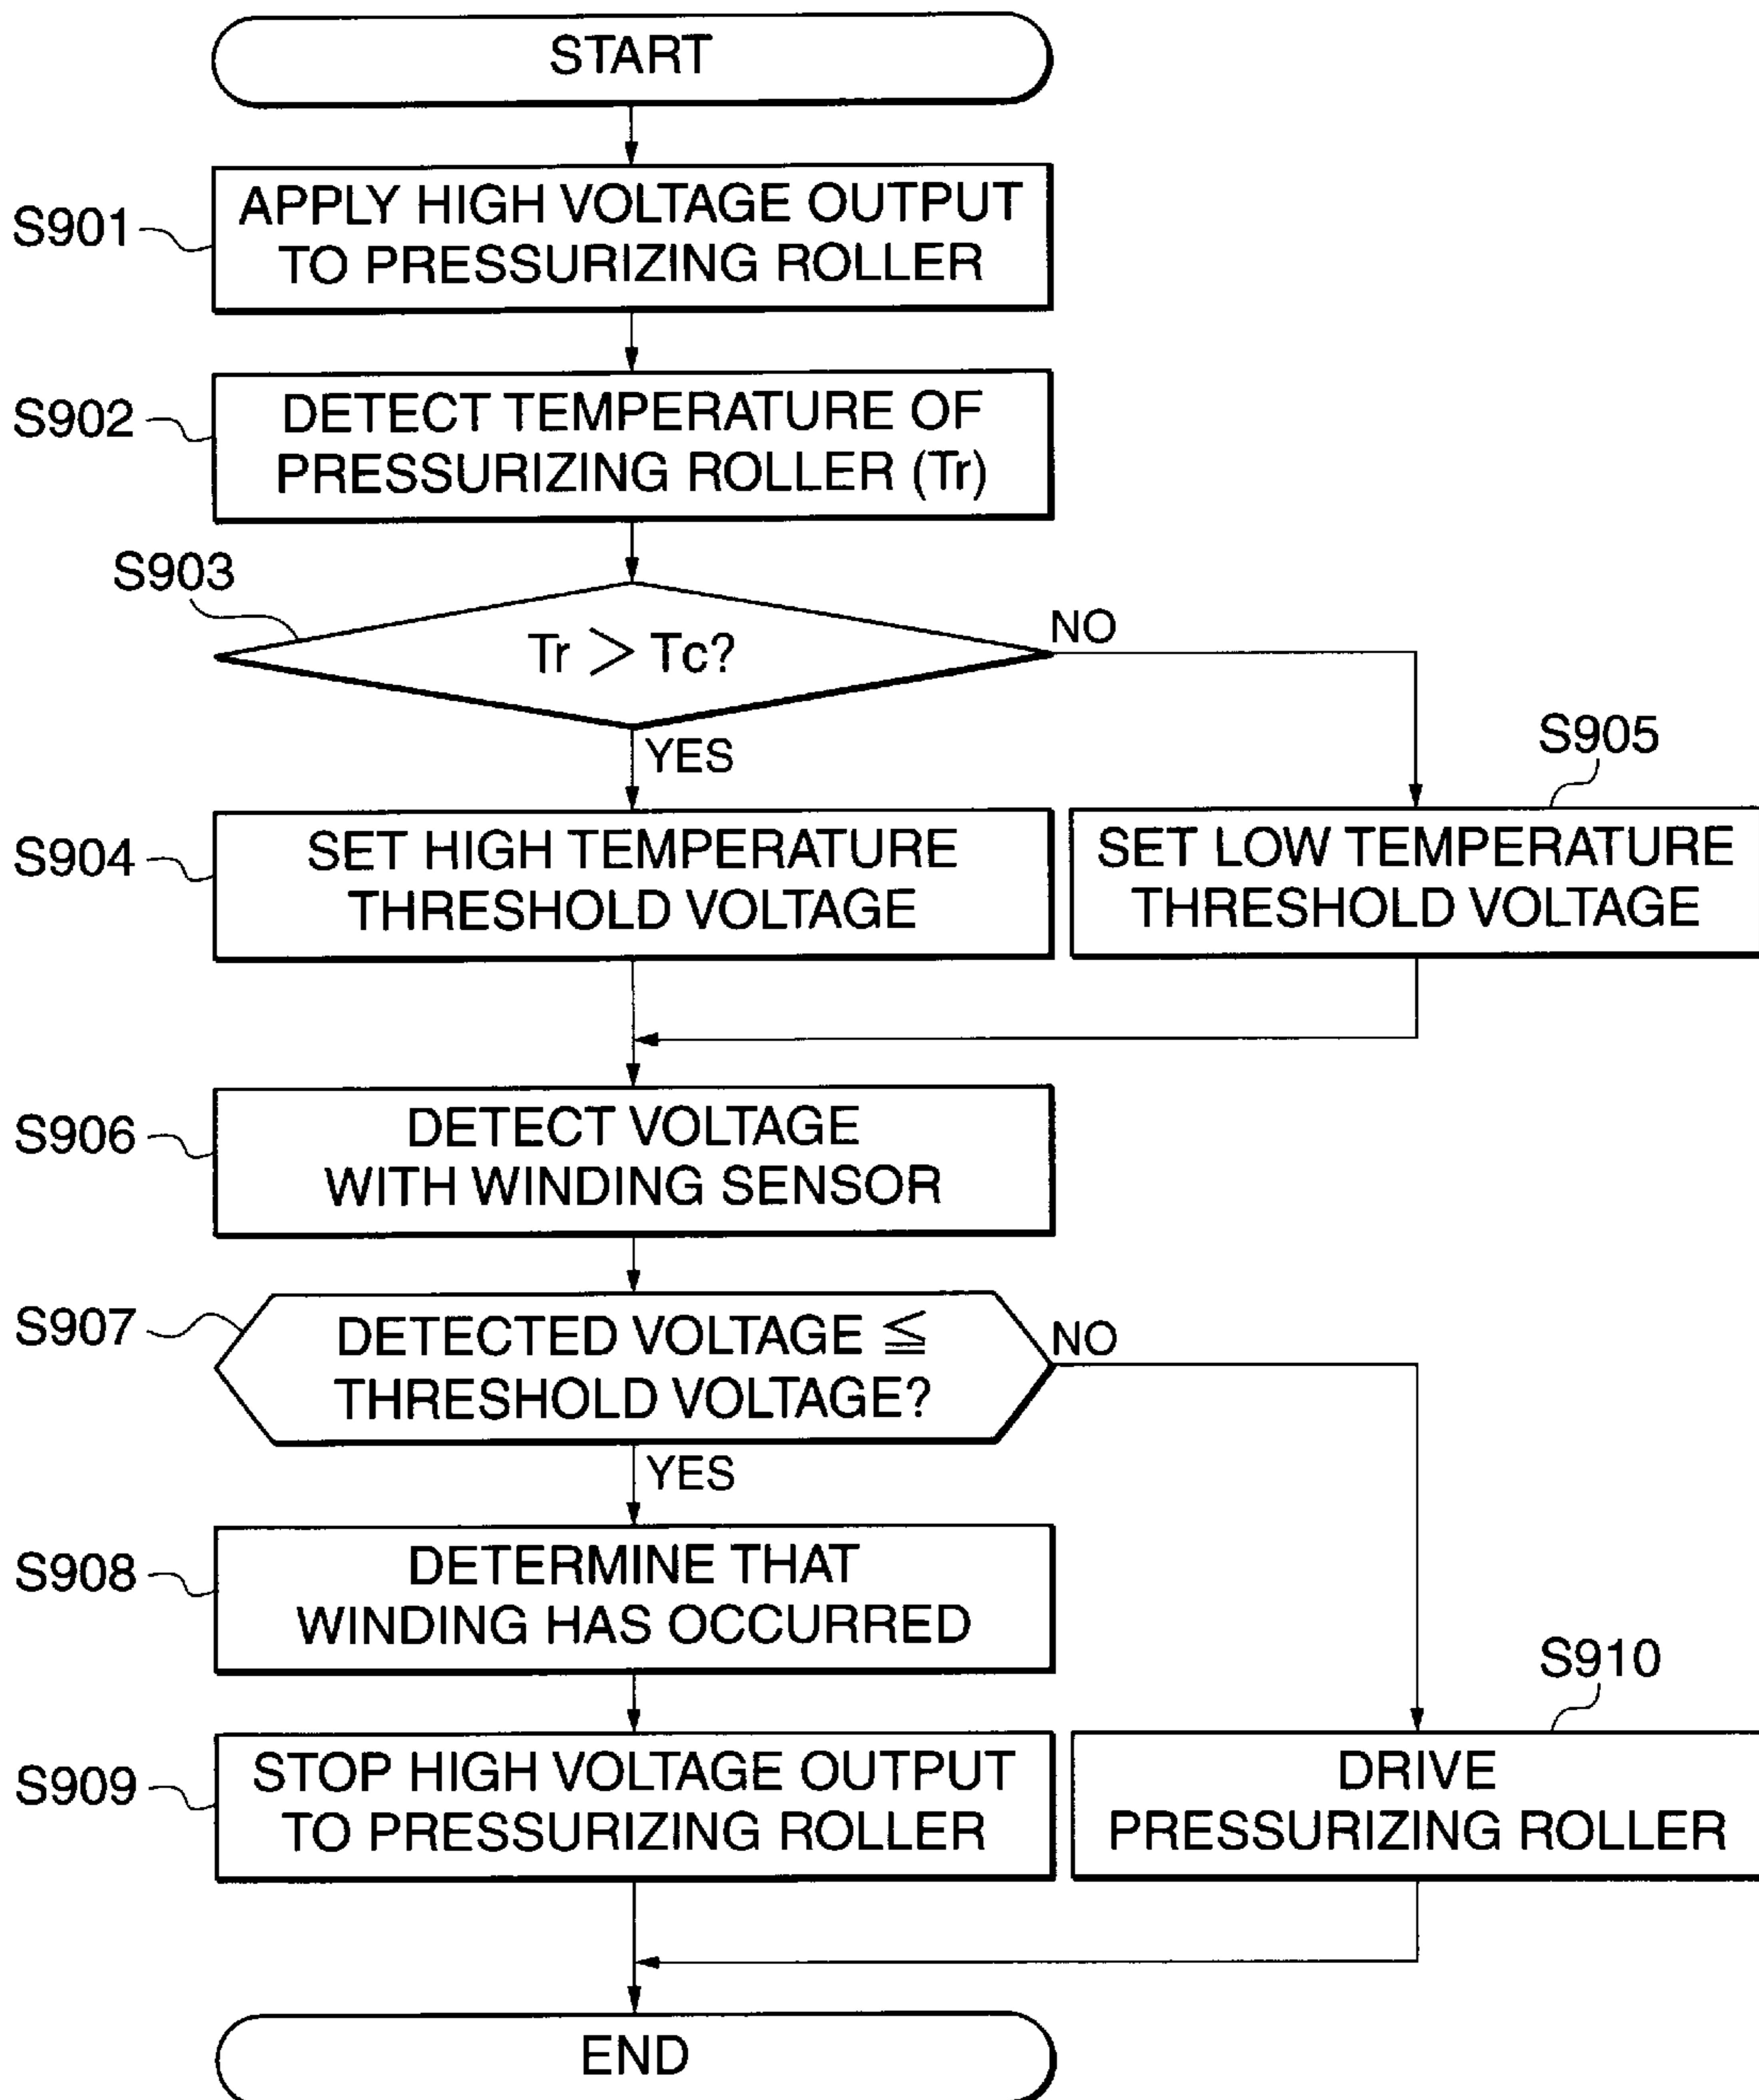 START
S901
APPLY HIGH VOLTAGE OUTPUT
TO PRESSURIZING ROLLER
S902
DETECT TEMPERATURE OF
PRESSURIZING ROLLER (Tr)
S903
Tr > Tc?
NO
YES
S904
SET HIGH TEMPERATURE
THRESHOLD VOLTAGE
S905
SET LOW TEMPERATURE
THRESHOLD VOLTAGE
S906
DETECT VOLTAGE
WITH WINDING SENSOR
S907
DETECTED VOLTAGE ≦
THRESHOLD VOLTAGE?
NO
YES
S908
DETERMINE THAT
WINDING HAS OCCURRED
S909
STOP HIGH VOLTAGE OUTPUT
TO PRESSURIZING ROLLER
S910
DRIVE
PRESSURIZING ROLLER
END